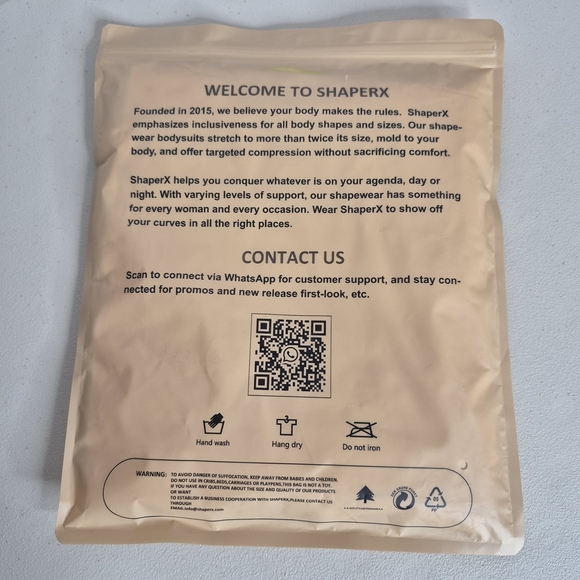 WELCOME TO SHAPERX
Founded in 2015, we believe your body makes the rules. ShaperX
emphasizes inclusiveness for all body shapes and sizes. Our shape-
wear bodysuits stretch to more than twice its size, mold to your
body, and offer targeted compression without sacrificing comfort.
ShaperX helps you conquer whatever is on your agenda, day or
night. With varying levels of support, our shapewear has something
for every woman and every occasion. Wear ShaperX to show off
your curves in all the right places.
CONTACT US
Scan to connect via WhatsApp for customer support, and stay con-
nected for promos and new release first-look, etc.
Hand wash
Hang dry
Do not iron
WARNING: TO AVOID DANGER OF SUFFOCATION, KEEP AWAY FROM BABIES AND CHILDREN.
DO NOT USE IN CRIBS,BEDS,CARRIAGES OR PLAYPENS,THIS BAG IS NOT A TOY.
IF YOU HAVE ANY QUESTION ABOUT THE SIZE AND QUALITY OF OUR PRODUCTS
OR WANT
TO ESTABLISH A BUSINESS COOPERATION WITH SHAPERX,PLEASE CONTACT US
THROUGH
EMAIL:info@shaperx.com